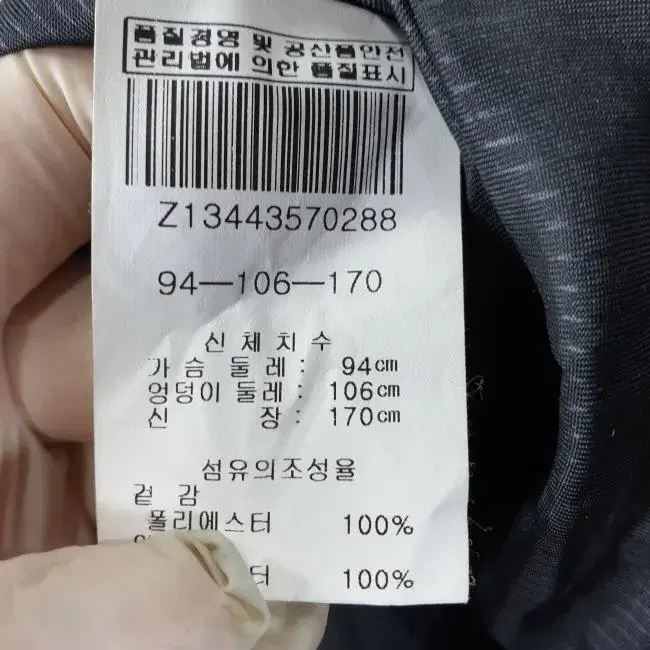 품질경영 및 공산품안전
관리법에 의한 품질표시
Z13443570288
94-106-170
신체치수
가슴둘레: 94cm
엉덩이둘레: 106cm
신장: 170cm
섬유의조성율
겉감
폴리에스터 100%
터 100%